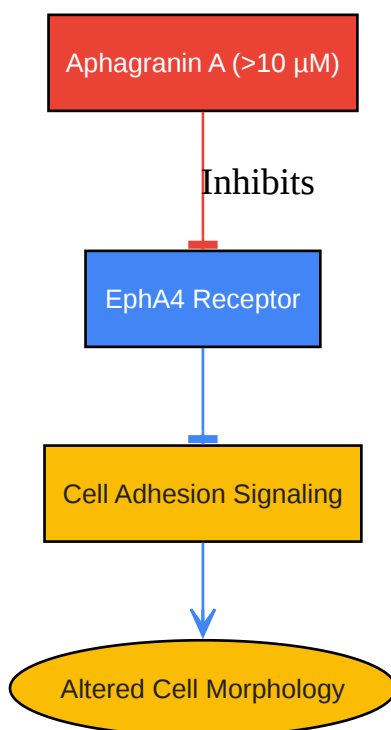 Aphagranin A (>10 µM)
Inhibits
EphA4 Receptor
Cell Adhesion Signaling
Altered Cell Morphology